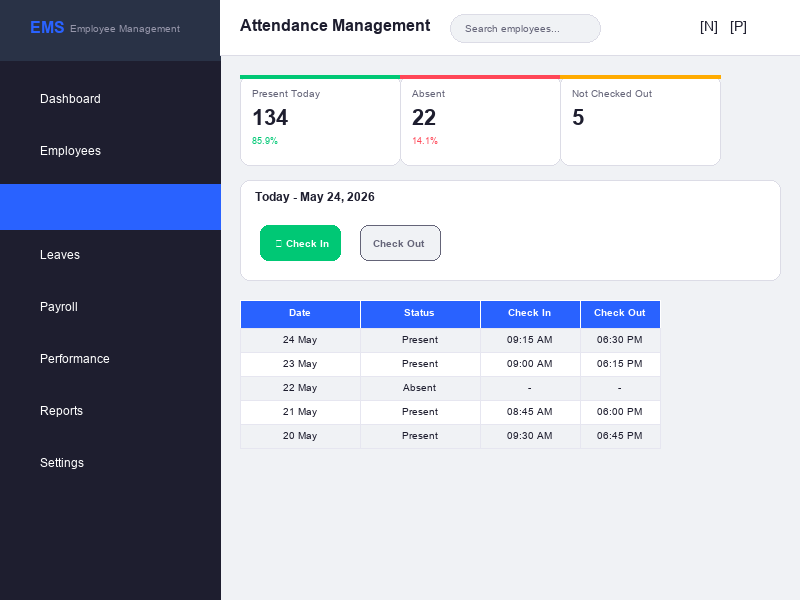 EMS Employee Management
Attendance Management
Search employees...
[N] [P]
Dashboard
Employees
Leaves
Payroll
Performance
Reports
Settings
Present Today
134
85.9%
Absent
22
14.1%
Not Checked Out
5
Today - May 24, 2026
Check In
Check Out
Date Status Check In Check Out
24 May Present 09:15 AM 06:30 PM
23 May Present 09:00 AM 06:15 PM
22 May Absent - -
21 May Present 08:45 AM 06:00 PM
20 May Present 09:30 AM 06:45 PM